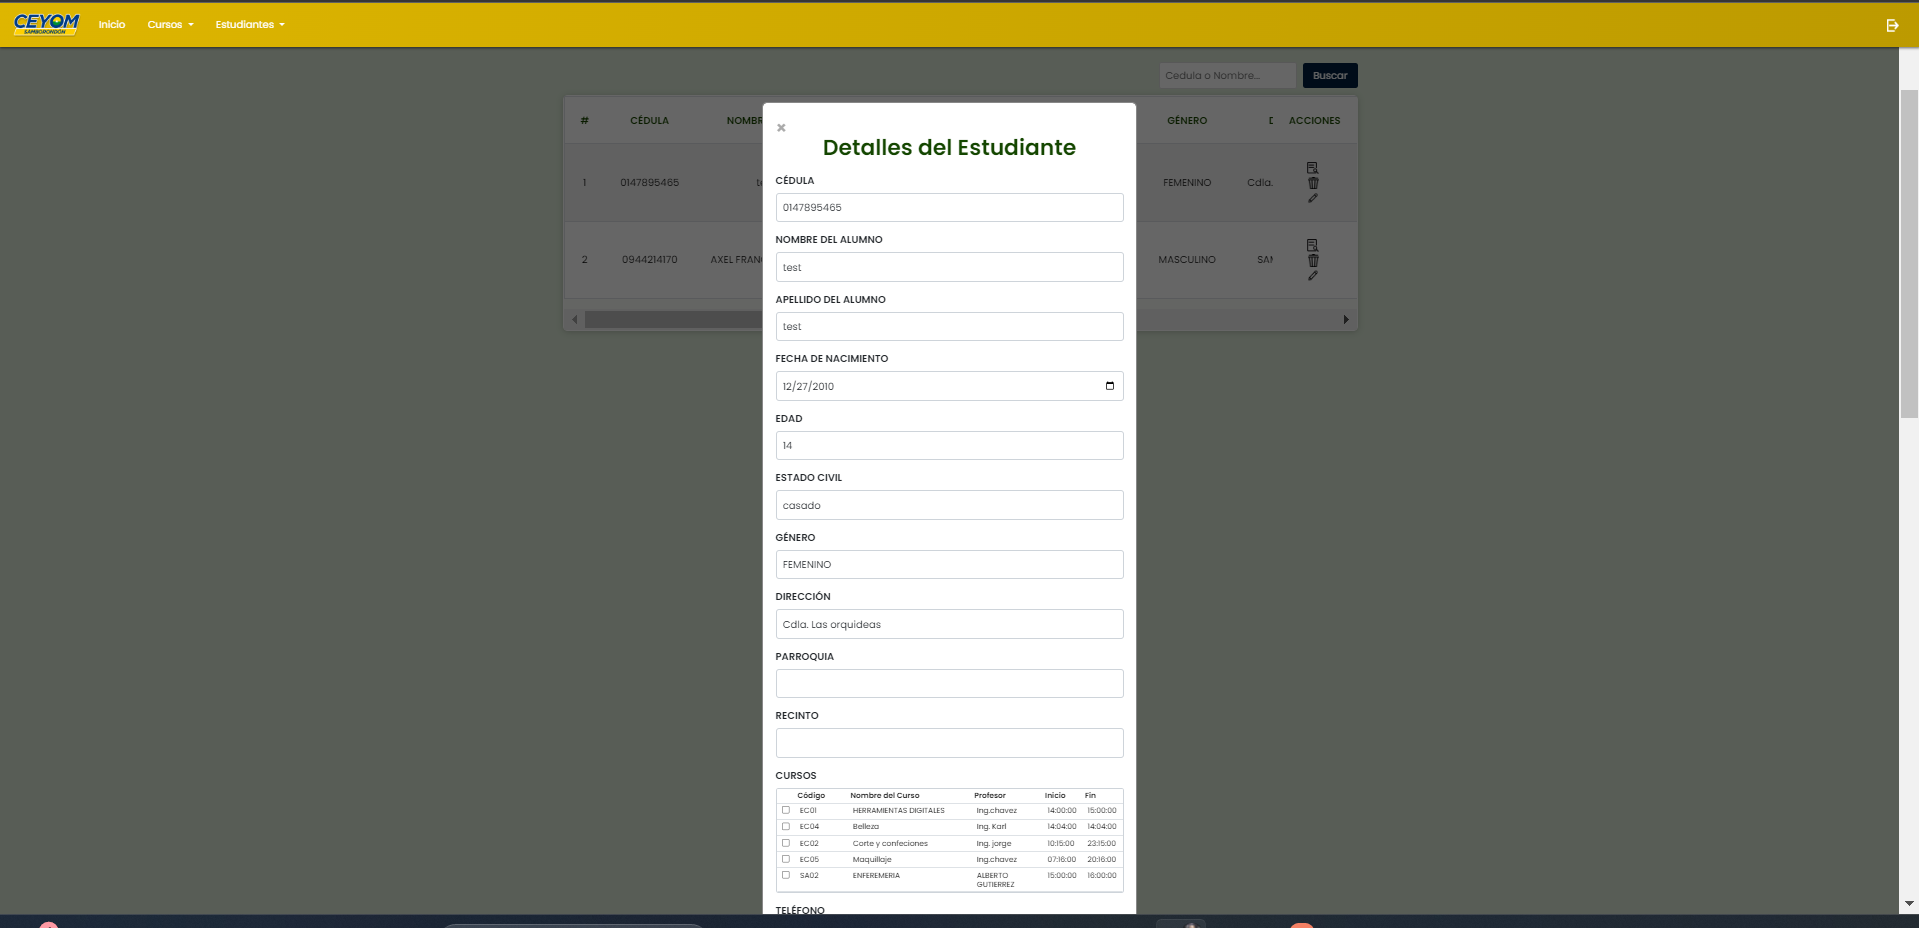 CEYOM
SAMBORONDÓN
Inicio Cursos Estudiantes
Cedula o Nombre... Buscar
# CÉDULA NOMBR GÉNERO D ACCIONES
1 0147895465 te FEMENINO Cdla.
2 0944214170 AXEL FRAN MASCULINO SAM
×
Detalles del Estudiante
CÉDULA
0147895465
NOMBRE DEL ALUMNO
test
APELLIDO DEL ALUMNO
test
FECHA DE NACIMIENTO
12/27/2010
EDAD
14
ESTADO CIVIL
casado
GÉNERO
FEMENINO
DIRECCIÓN
Cdla. Las orquideas
PARROQUIA
RECINTO
CURSOS
Código Nombre del Curso Profesor Inicio Fin
EC01 HERRAMIENTAS DIGITALES Ing.chavez 14:00:00 15:00:00
EC04 Belleza Ing. Karl 14:04:00 14:04:00
EC02 Corte y confeciones Ing. jorge 10:15:00 23:15:00
EC05 Maquillaje Ing.chavez 07:16:00 20:16:00
SA02 ENFEREMERIA ALBERTO GUTIERREZ 15:00:00 16:00:00
TELÉFONO